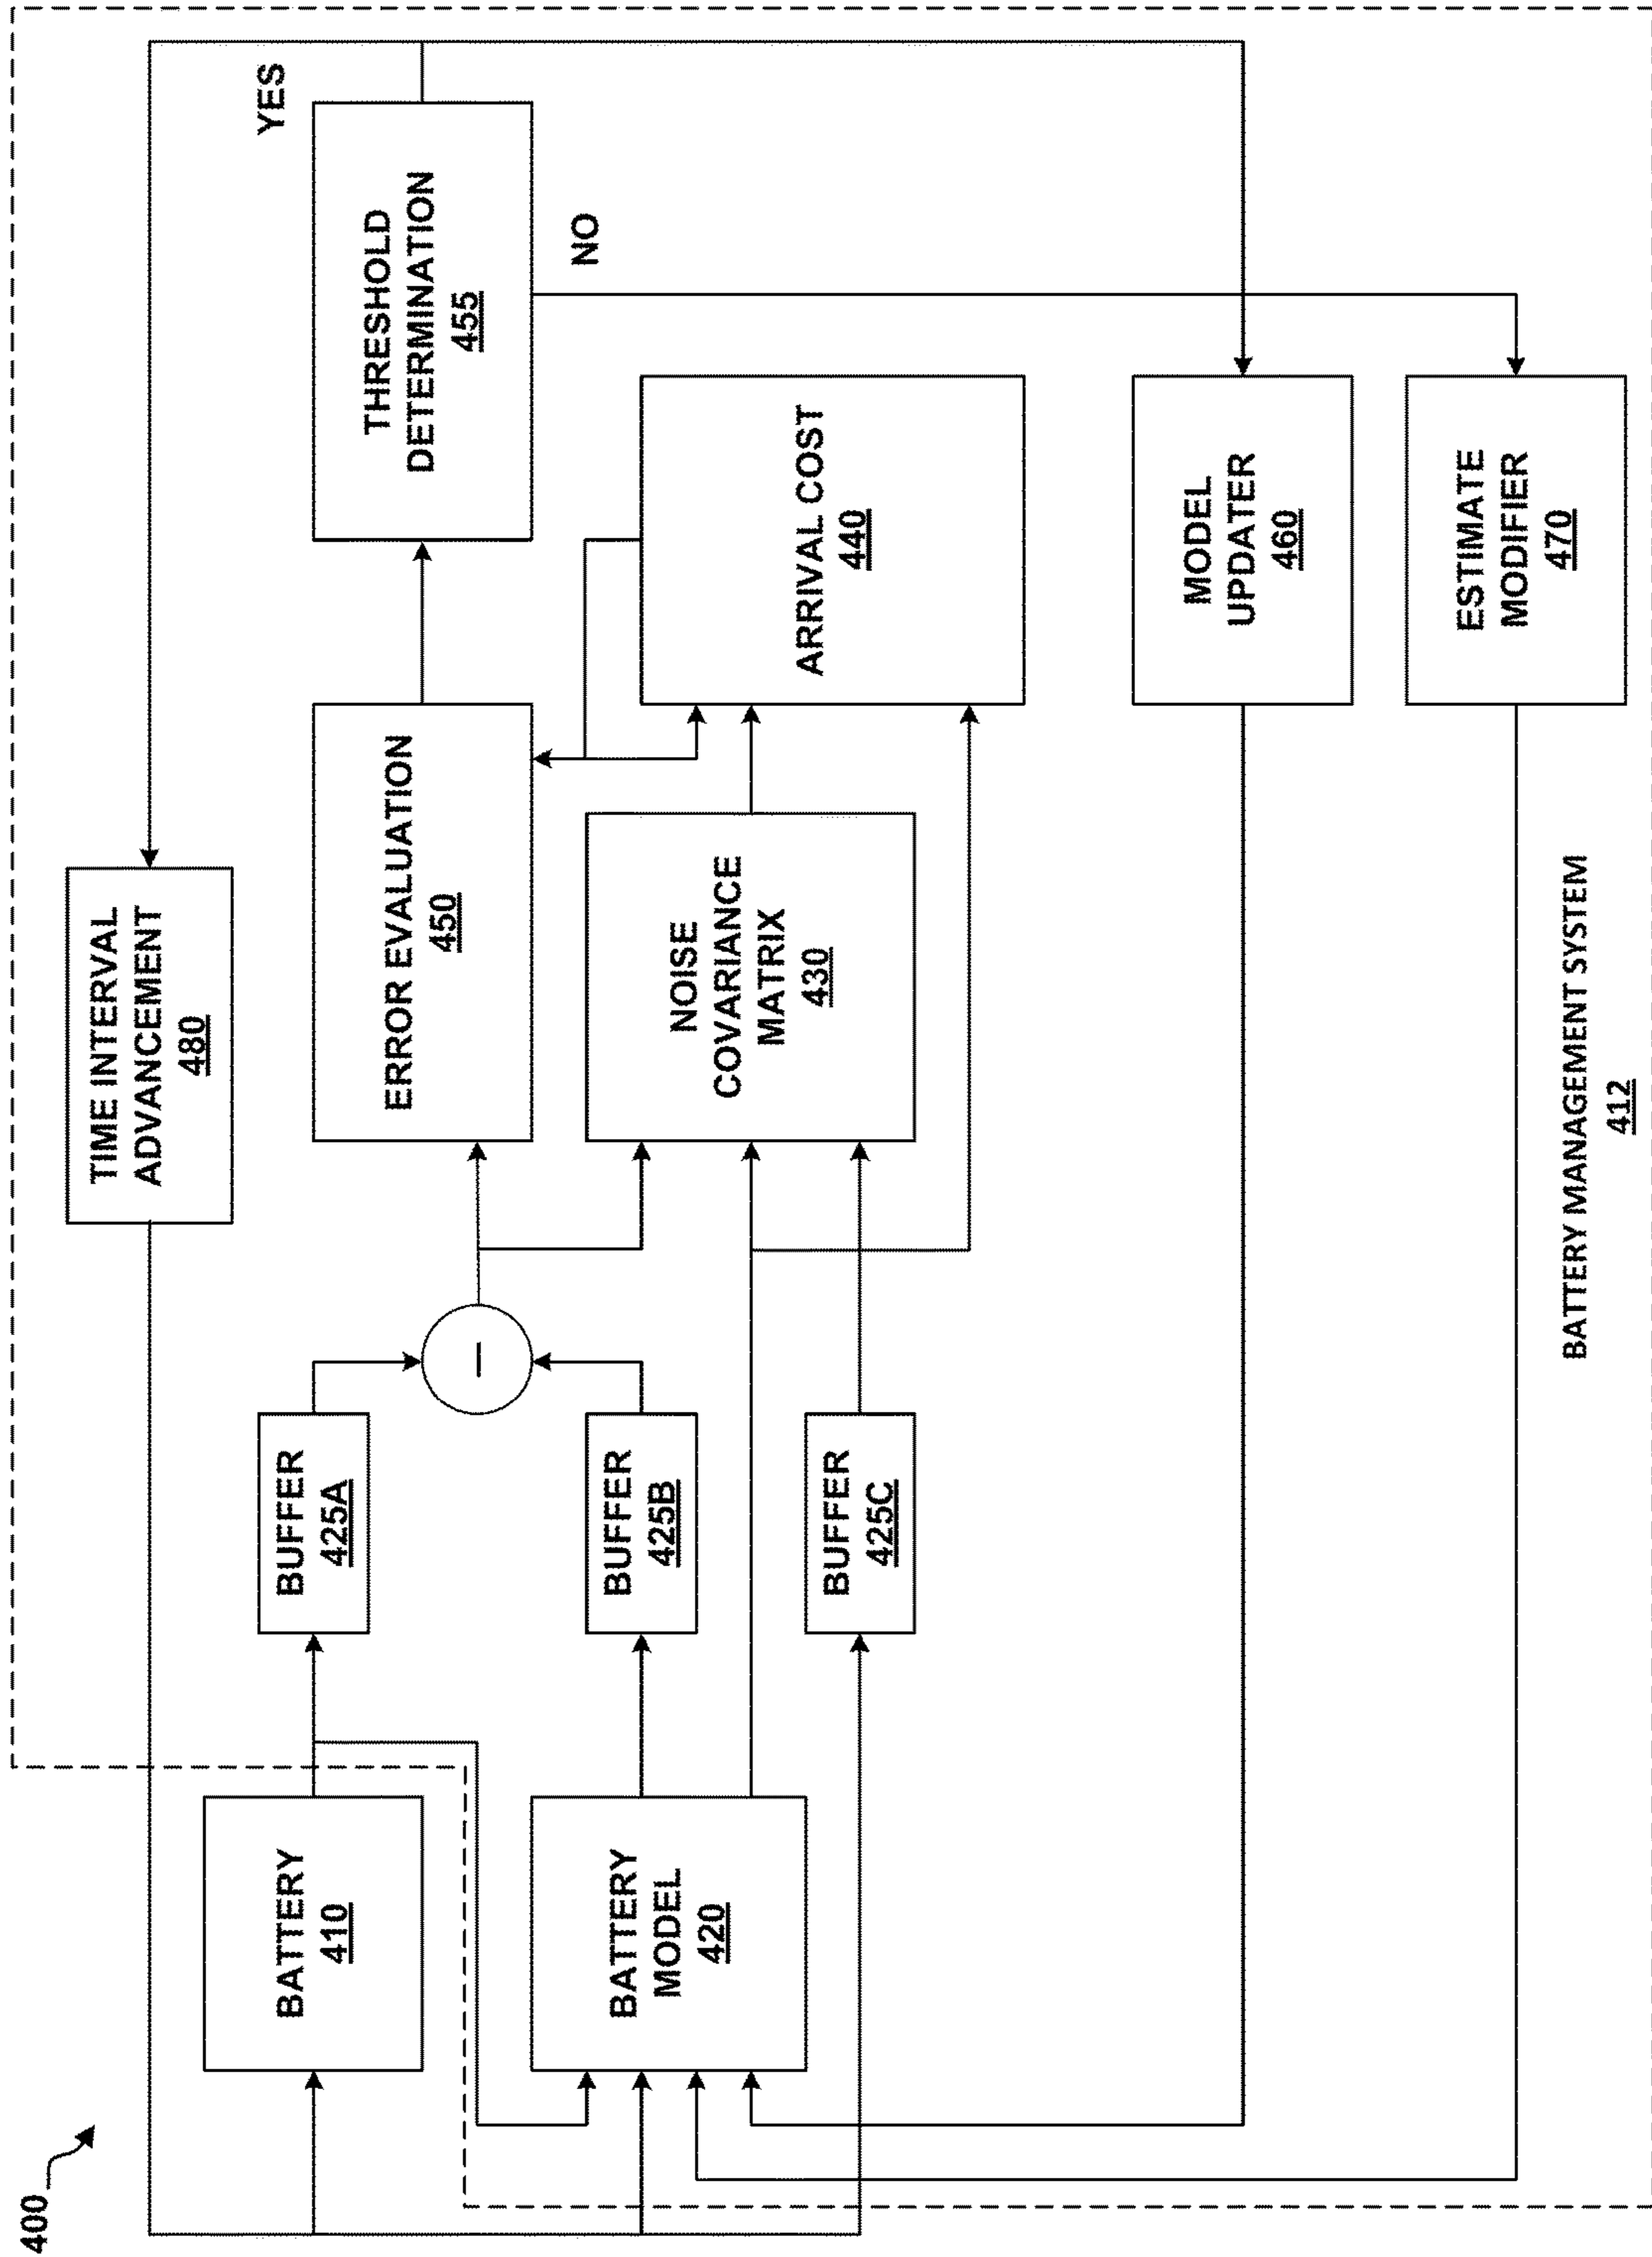 400
TIME INTERVAL
ADVANCEMENT
480
YES
BATTERY
410
BUFFER
425A
ERROR EVALUATION
450
THRESHOLD
DETERMINATION
455
NO
BATTERY
MODEL
420
BUFFER
425B
–
NOISE
COVARIANCE
MATRIX
430
ARRIVAL COST
440
BUFFER
425C
MODEL
UPDATER
460
ESTIMATE
MODIFIER
470
BATTERY MANAGEMENT SYSTEM
412